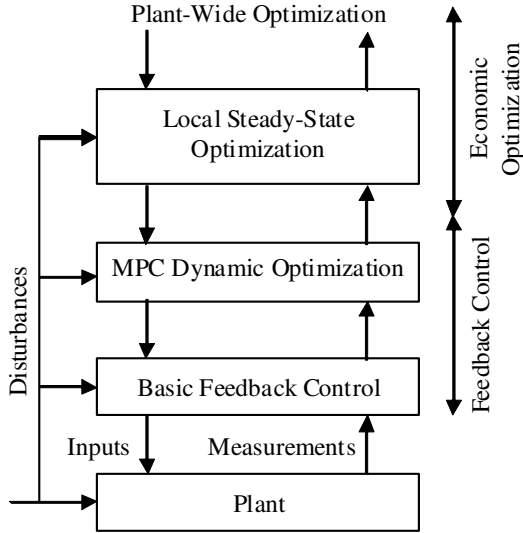 Plant-Wide Optimization
Local Steady-State
Optimization
MPC Dynamic Optimization
Basic Feedback Control
Inputs
Measurements
Plant
Disturbances
Economic
Optimization
Feedback Control